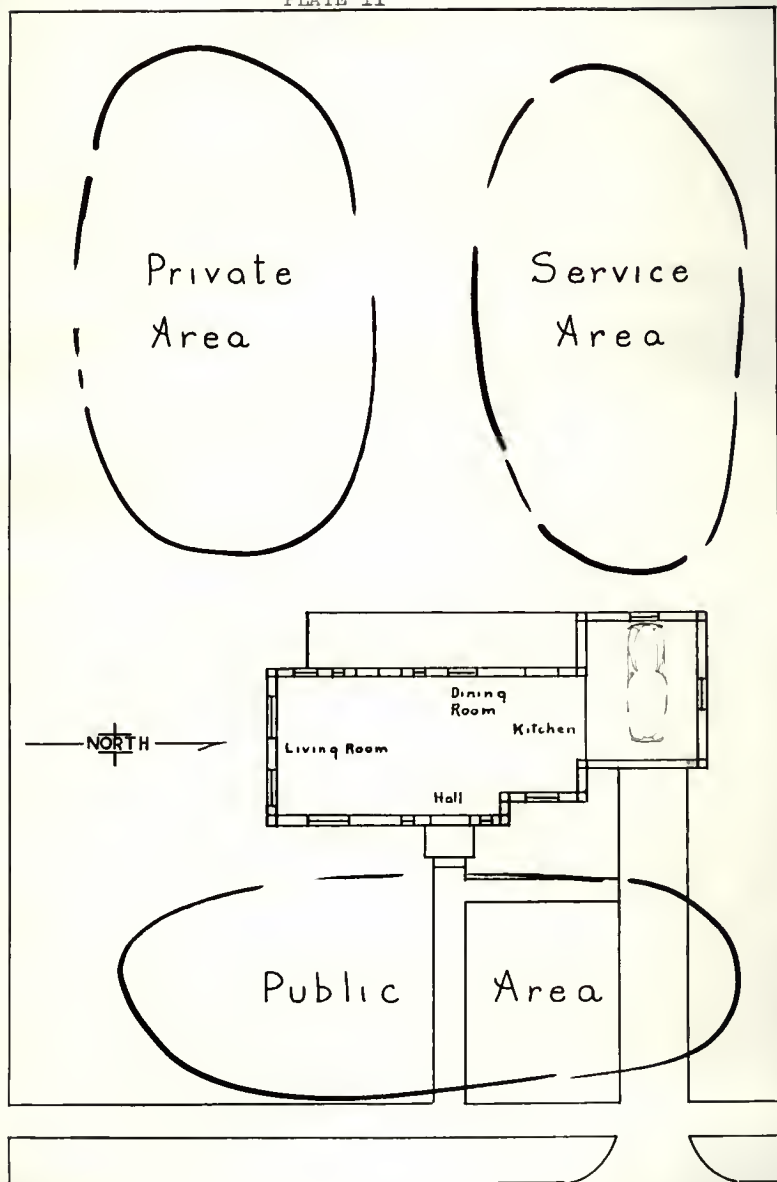 PLATE II
Private
Area
Service
Area
Dining
Room
Kitchen
NORTH
Living Room
Hall
Public Area